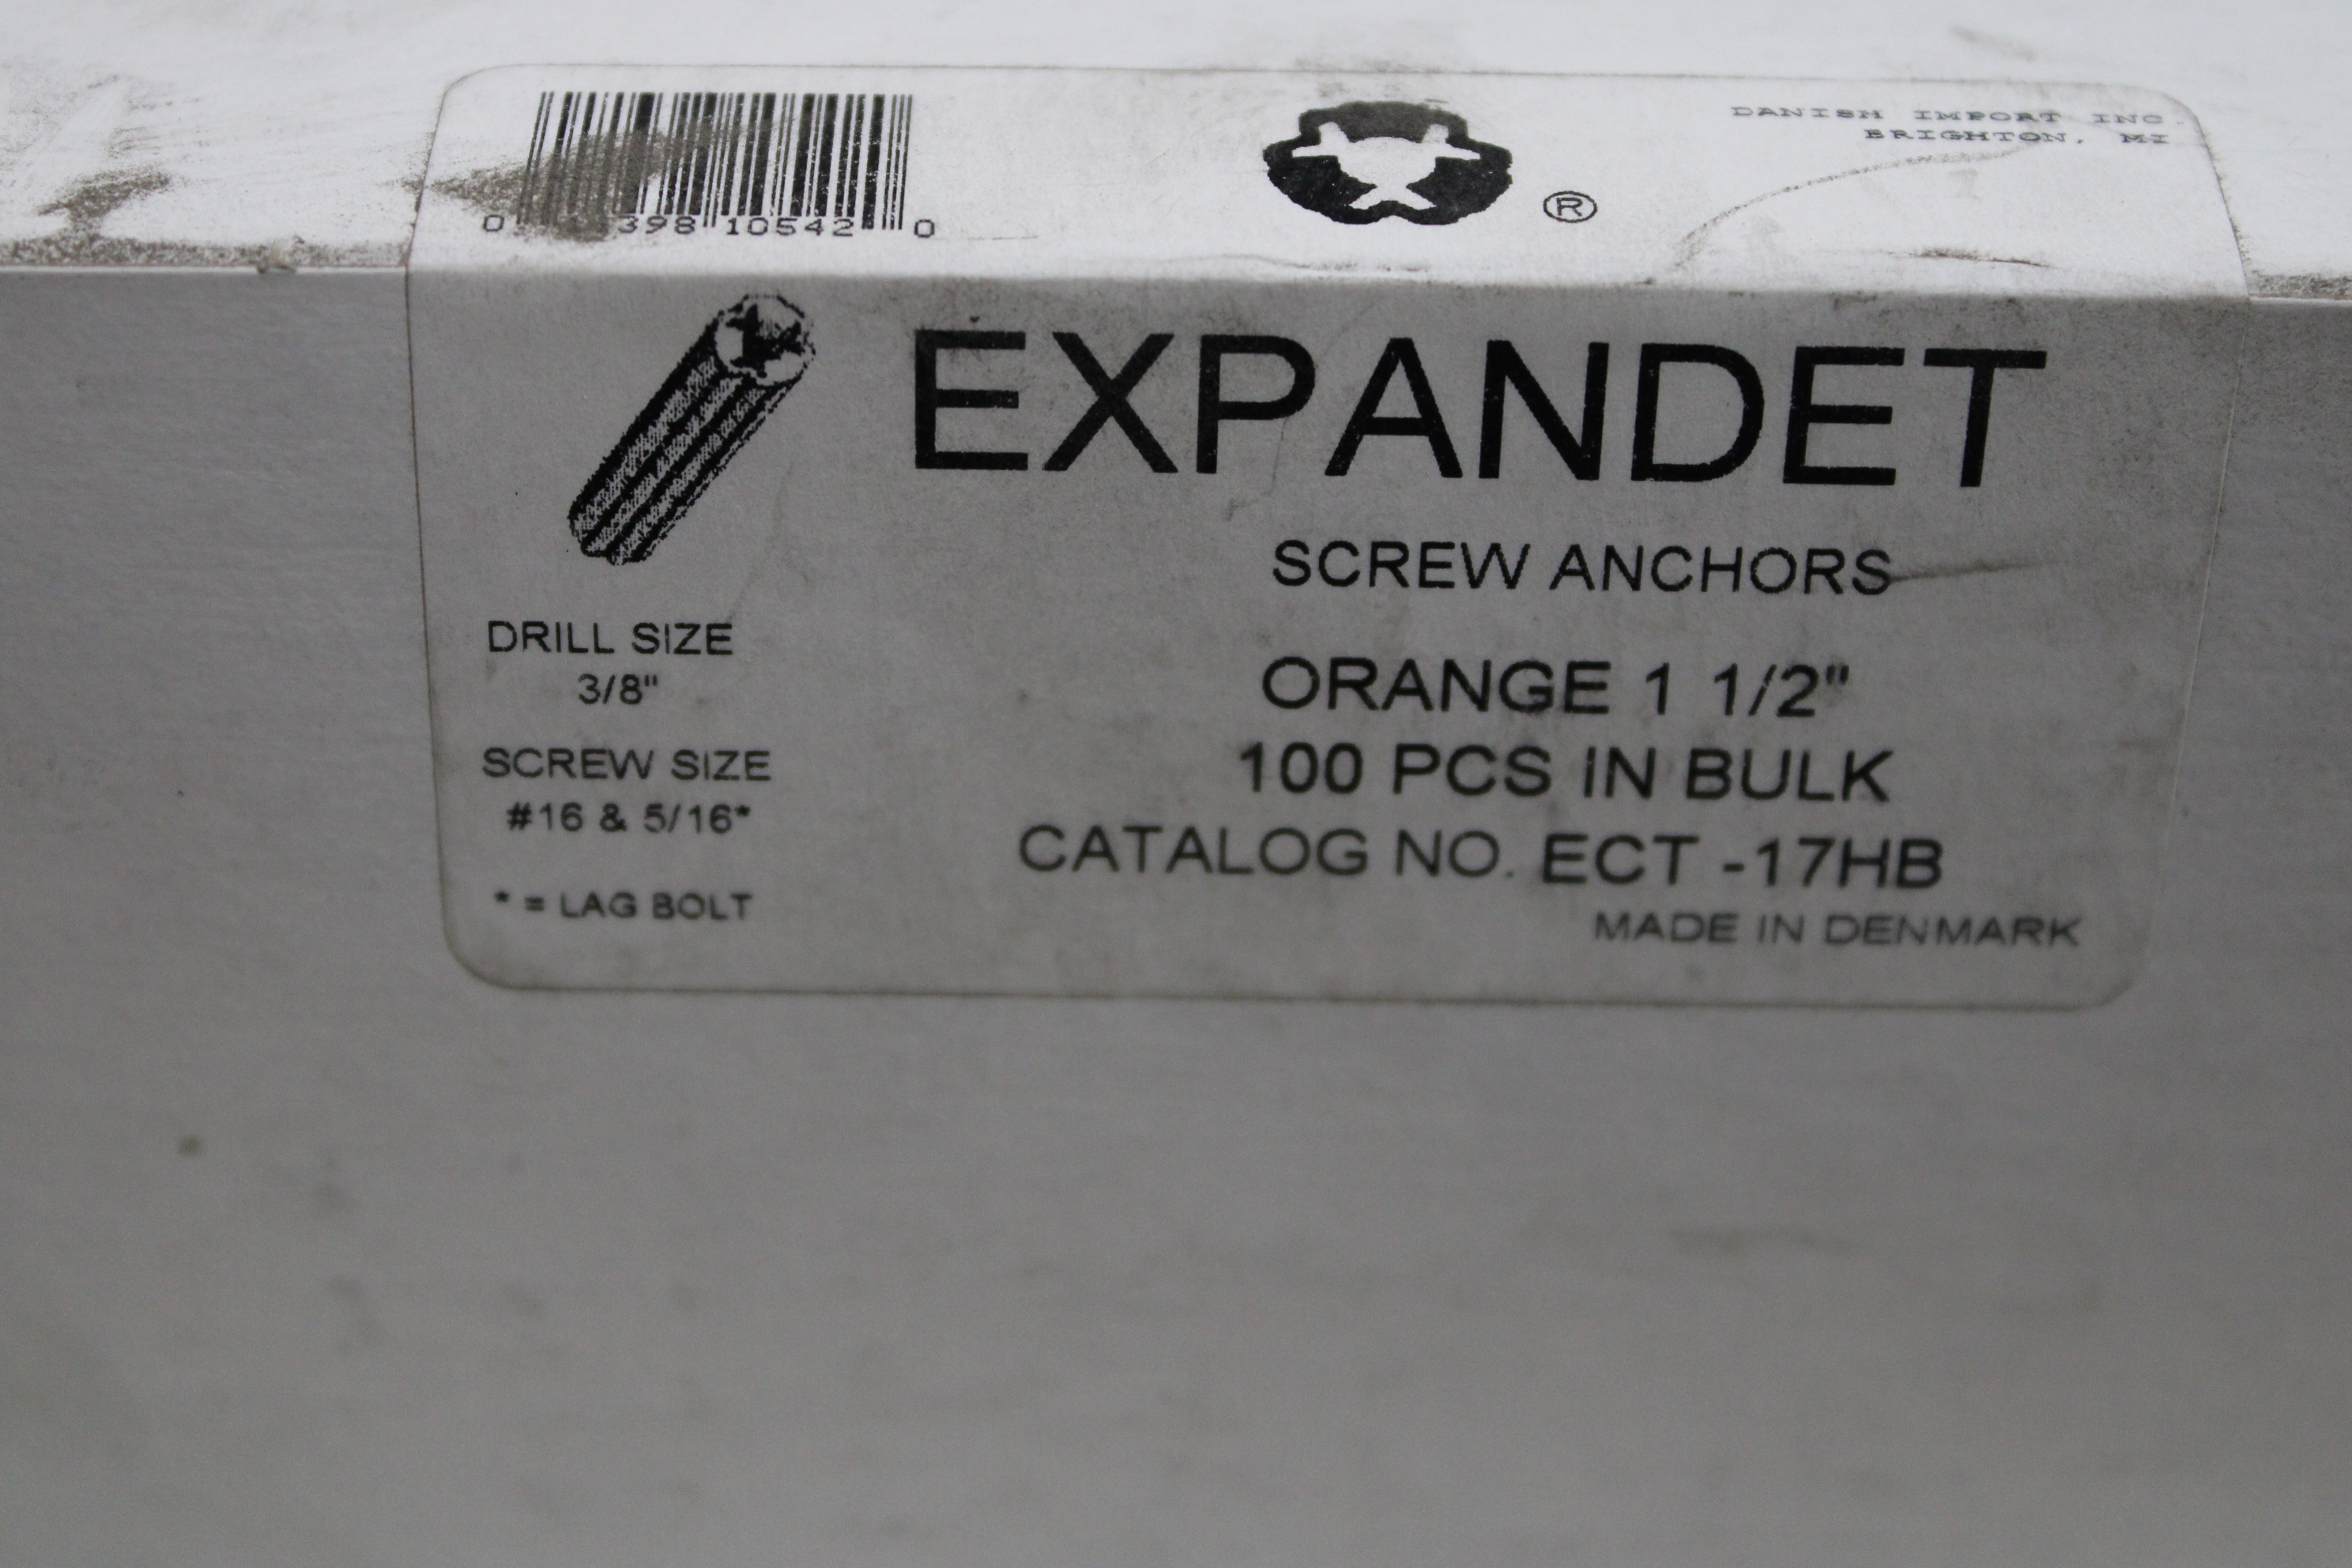 0 398 10542 0
®
DANISH IMPORT INC
BRIGHTON, MI
EXPANDET
SCREW ANCHORS
DRILL SIZE
3/8"
SCREW SIZE
#16 & 5/16*
* = LAG BOLT
ORANGE 1 1/2"
100 PCS IN BULK
CATALOG NO. ECT -17HB
MADE IN DENMARK